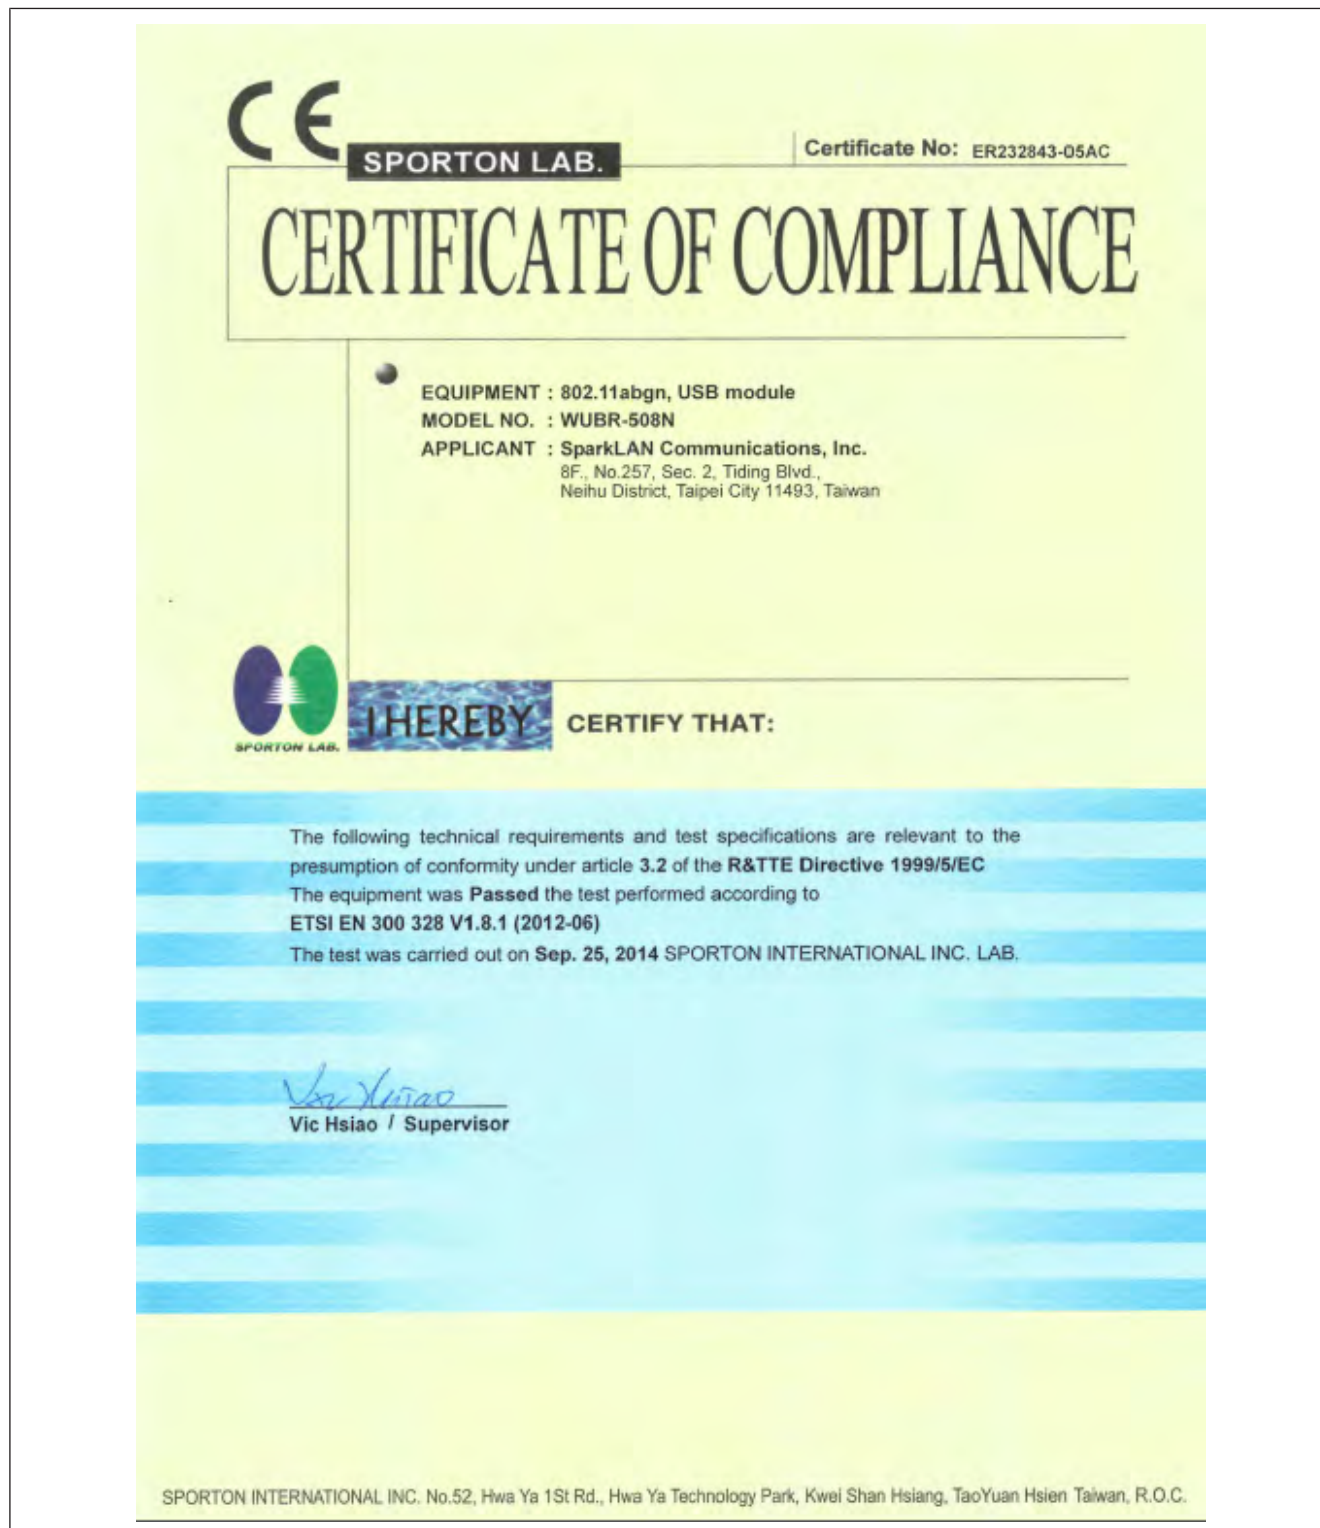 CE
SPORTON LAB.
Certificate No: ER232843-05AC
CERTIFICATE OF COMPLIANCE
EQUIPMENT : 802.11abgn, USB module
MODEL NO. : WUBR-508N
APPLICANT : SparkLAN Communications, Inc.
8F., No.257, Sec. 2, Tiding Blvd.,
Neihu District, Taipei City 11493, Taiwan
SPORTON LAB.
I HEREBY CERTIFY THAT:
The following technical requirements and test specifications are relevant to the
presumption of conformity under article 3.2 of the R&TTE Directive 1999/5/EC
The equipment was Passed the test performed according to
ETSI EN 300 328 V1.8.1 (2012-06)
The test was carried out on Sep. 25, 2014 SPORTON INTERNATIONAL INC. LAB.
Vic Hsiao
Vic Hsiao / Supervisor
SPORTON INTERNATIONAL INC. No.52, Hwa Ya 1St Rd., Hwa Ya Technology Park, Kwei Shan Hsiang, TaoYuan Hsien Taiwan, R.O.C.